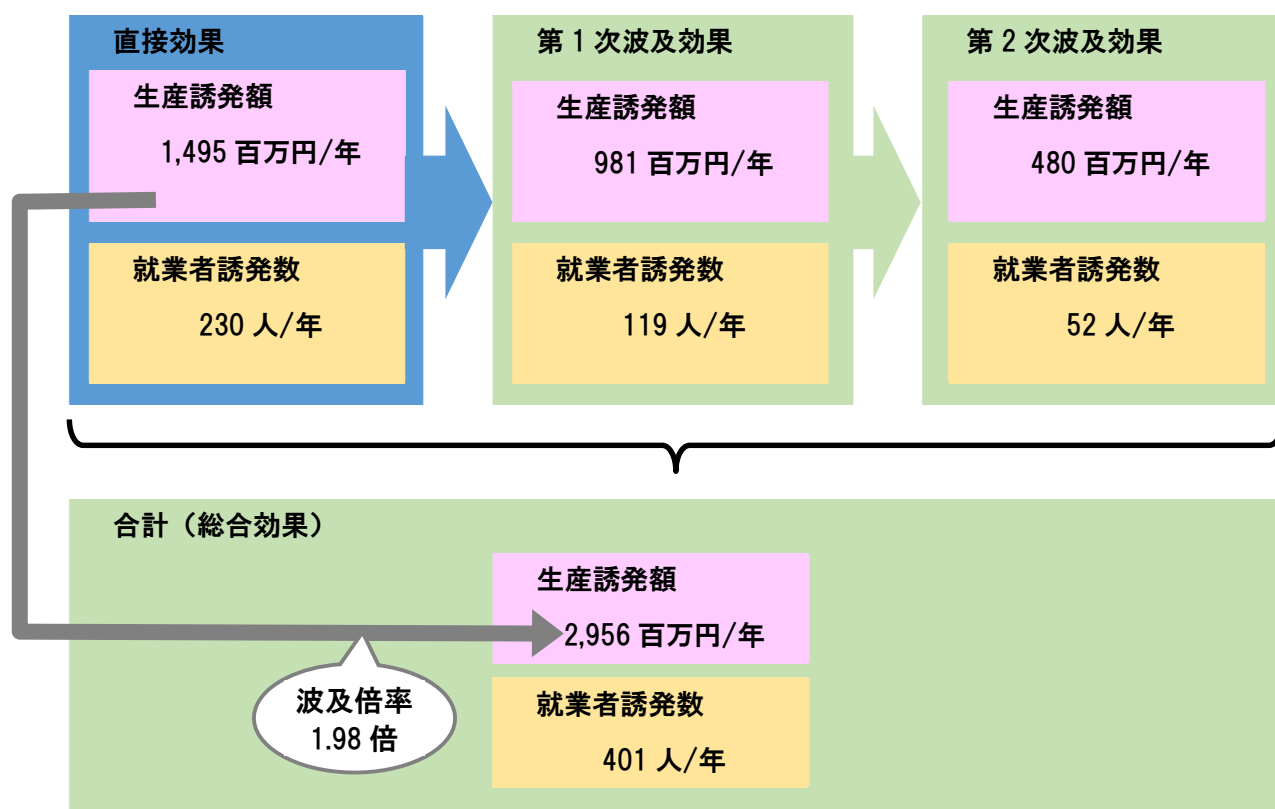 直接効果
生産誘発額
1,495 百万円/年
就業者誘発数
230 人/年
第1次波及効果
生産誘発額
981 百万円/年
就業者誘発数
119 人/年
第2次波及効果
生産誘発額
480 百万円/年
就業者誘発数
52 人/年
合計（総合効果）
生産誘発額
2,956 百万円/年
就業者誘発数
401 人/年
波及倍率
1.98 倍